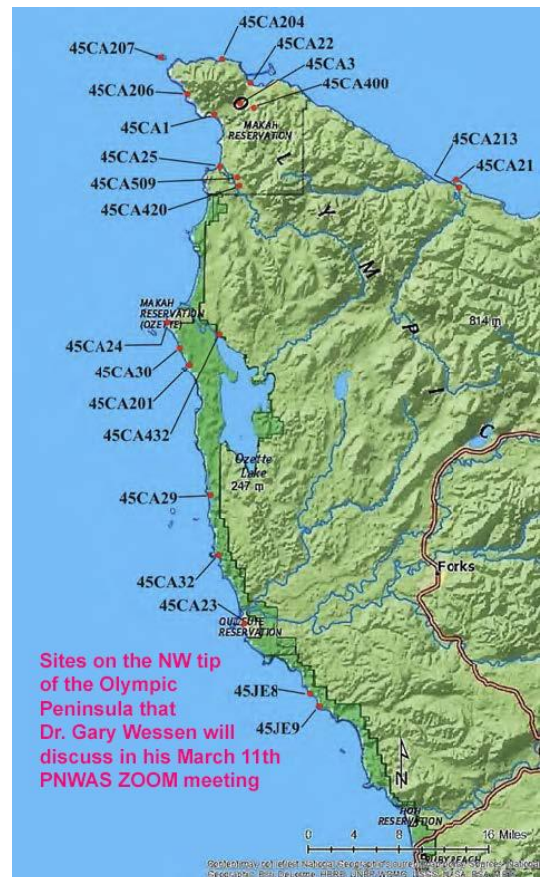 45CA204
45CA207
45CA22
45CA3
45CA206
45CA400
O
MAKAH
RESERVATION
45CA1
45CA213
45CA25
45CA21
45CA509
L
45CA420
Y
M
MAKAH
RESERVATION
(OZETTE)
P
814 m
45CA24
I
45CA30
45CA201
C
45CA432
Ozette
Lake
247 m
45CA29
45CA32
Forks
45CA23
QUILEUTE
RESERVATION
Sites on the NW tip
of the Olympic
Peninsula that
Dr. Gary Wessen will
discuss in his March 11th
PNWAS ZOOM meeting
45JE8
45JE9
N
HOH
RESERVATION
0 4 8 16 Miles
RUBY BEACH